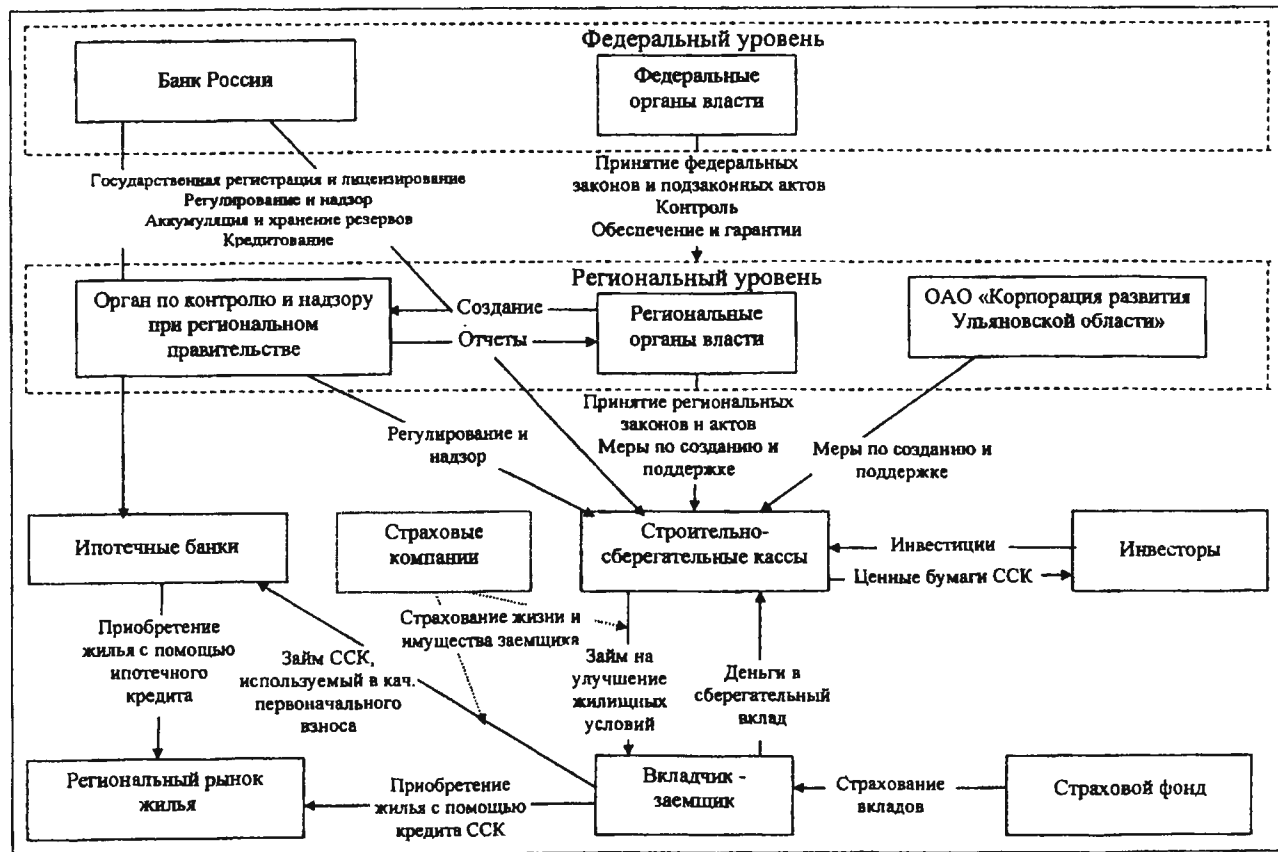 Федеральный уровень
Банк России
Федеральные
органы власти
Государственная регистрация и лицензирование
Регулирование и надзор
Аккумуляция и хранение резервов
Кредитование
Принятие федеральных
законов и подзаконных актов
Контроль
Обеспечение и гарантии
Региональный уровень
Орган по контролю и надзору
при региональном
правительстве
Создание
Отчеты
Региональные
органы власти
ОАО «Корпорация развития
Ульяновской области»
Регулирование и
надзор
Принятие региональных
законов и актов
Меры по созданию и
поддержке
Меры по созданию и
поддержке
Ипотечные банки
Страховые
компании
Строительно-
сберегательные кассы
Инвестиции
Ценные бумаги ССК
Инвесторы
Страхование жизни и
имущества заемщика
Приобретение
жилья с помощью
ипотечного
кредита
Займ ССК,
используемый в кач.
первоначального
взноса
Займ на
улучшение
жилищных
условий
Деньги в
сберегательный
вклад
Региональный рынок
жилья
Приобретение
жилья с помощью
кредита ССК
Вкладчик -
заемщик
Страхование
вкладов
Страховой фонд